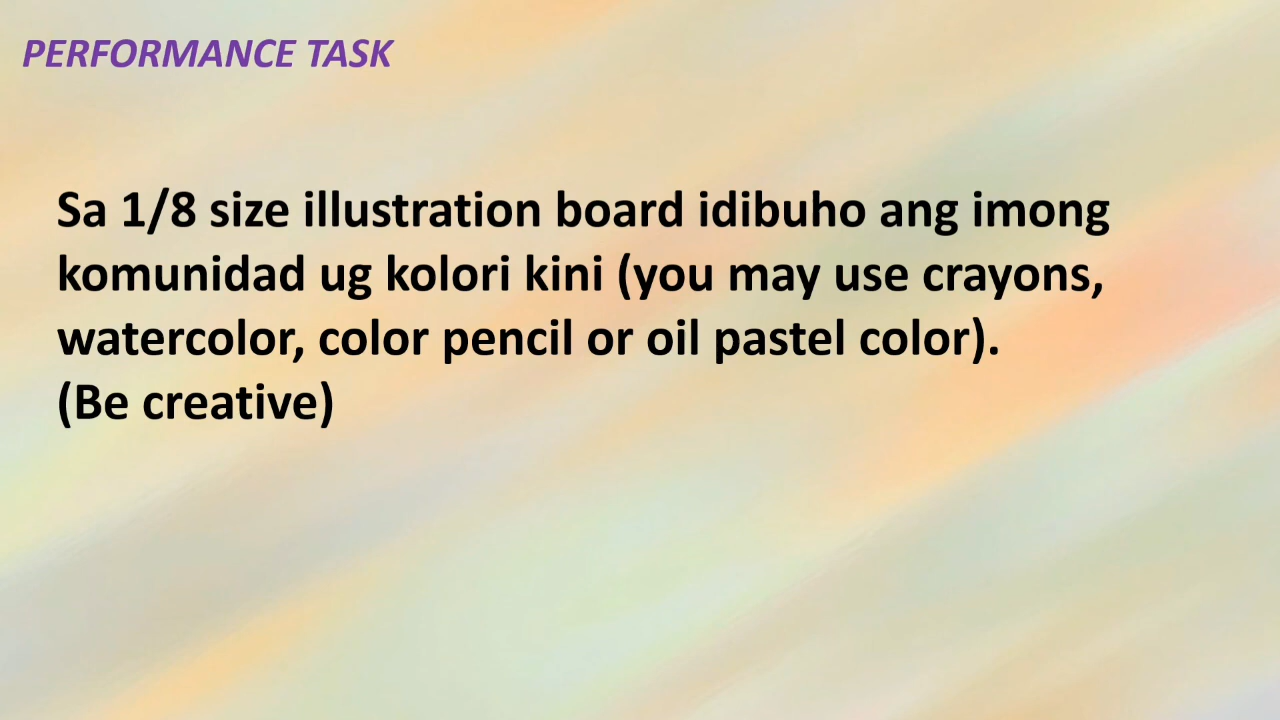 PERFORMANCE TASK
Sa 1/8 size illustration board idibuho ang imong
komunidad ug kolori kini (you may use crayons,
watercolor, color pencil or oil pastel color).
(Be creative)